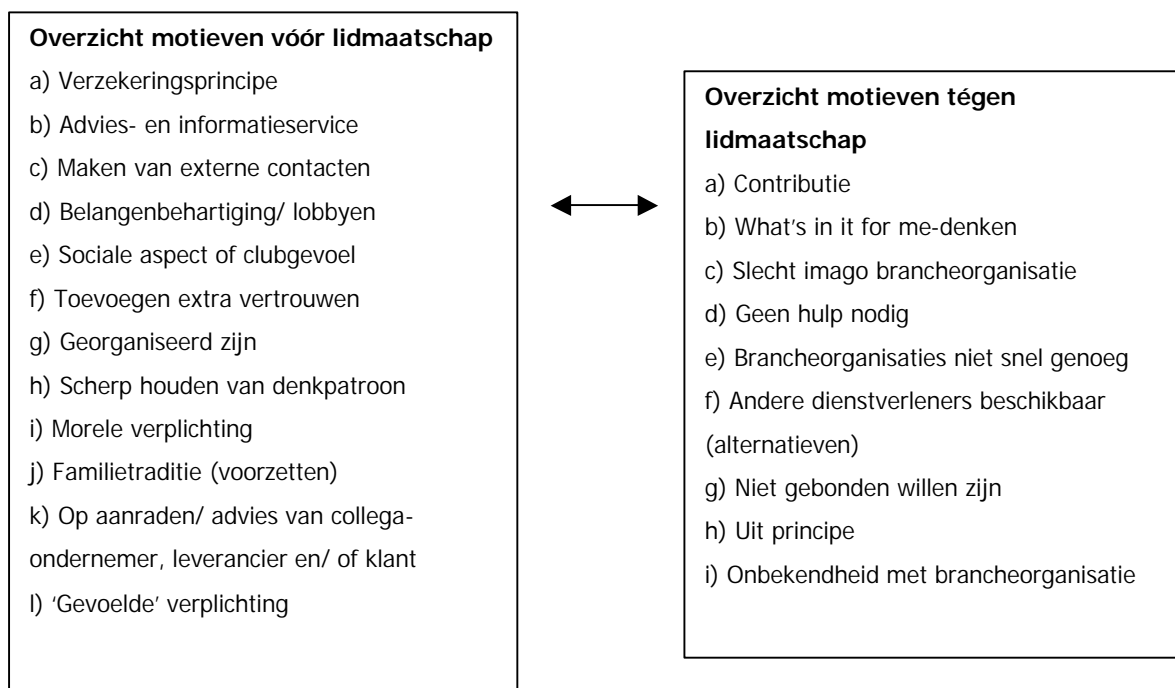 Overzicht motieven vóór lidmaatschap
a) Verzekeringsprincipe
b) Advies- en informatieservice
c) Maken van externe contacten
d) Belangenbehartiging/ lobbyen
e) Sociale aspect of clubgevoel
f) Toevoegen extra vertrouwen
g) Georganiseerd zijn
h) Scherp houden van denkpatroon
i) Morele verplichting
j) Familietraditie (voorzetten)
k) Op aanraden/ advies van collega-
ondernemer, leverancier en/ of klant
l) ‘Gevoelde’ verplichting
Overzicht motieven tégen
lidmaatschap
a) Contributie
b) What's in it for me-denken
c) Slecht imago brancheorganisatie
d) Geen hulp nodig
e) Brancheorganisaties niet snel genoeg
f) Andere dienstverleners beschikbaar
(alternatieven)
g) Niet gebonden willen zijn
h) Uit principe
i) Onbekendheid met brancheorganisatie